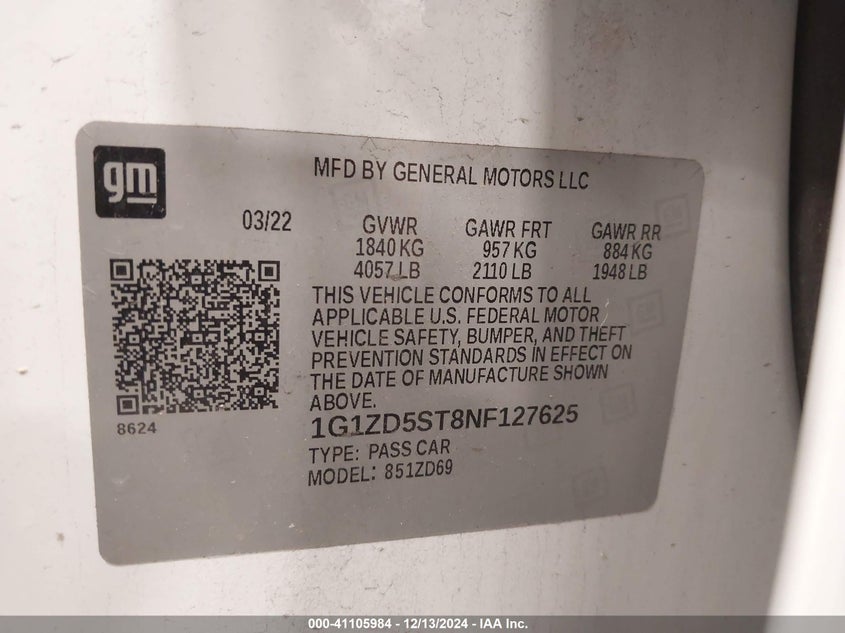 gm
MFD BY GENERAL MOTORS LLC
03/22
GVWR GAWR FRT GAWR RR
1840 KG 957 KG 884 KG
4057 LB 2110 LB 1948 LB
THIS VEHICLE CONFORMS TO ALL
APPLICABLE U.S. FEDERAL MOTOR
VEHICLE SAFETY, BUMPER, AND THEFT
PREVENTION STANDARDS IN EFFECT ON
THE DATE OF MANUFACTURE SHOWN
ABOVE.
8624
1G1ZD5ST8NF127625
TYPE: PASS CAR
MODEL: 851ZD69
000-41105984 - 12/13/2024 - IAA Inc.